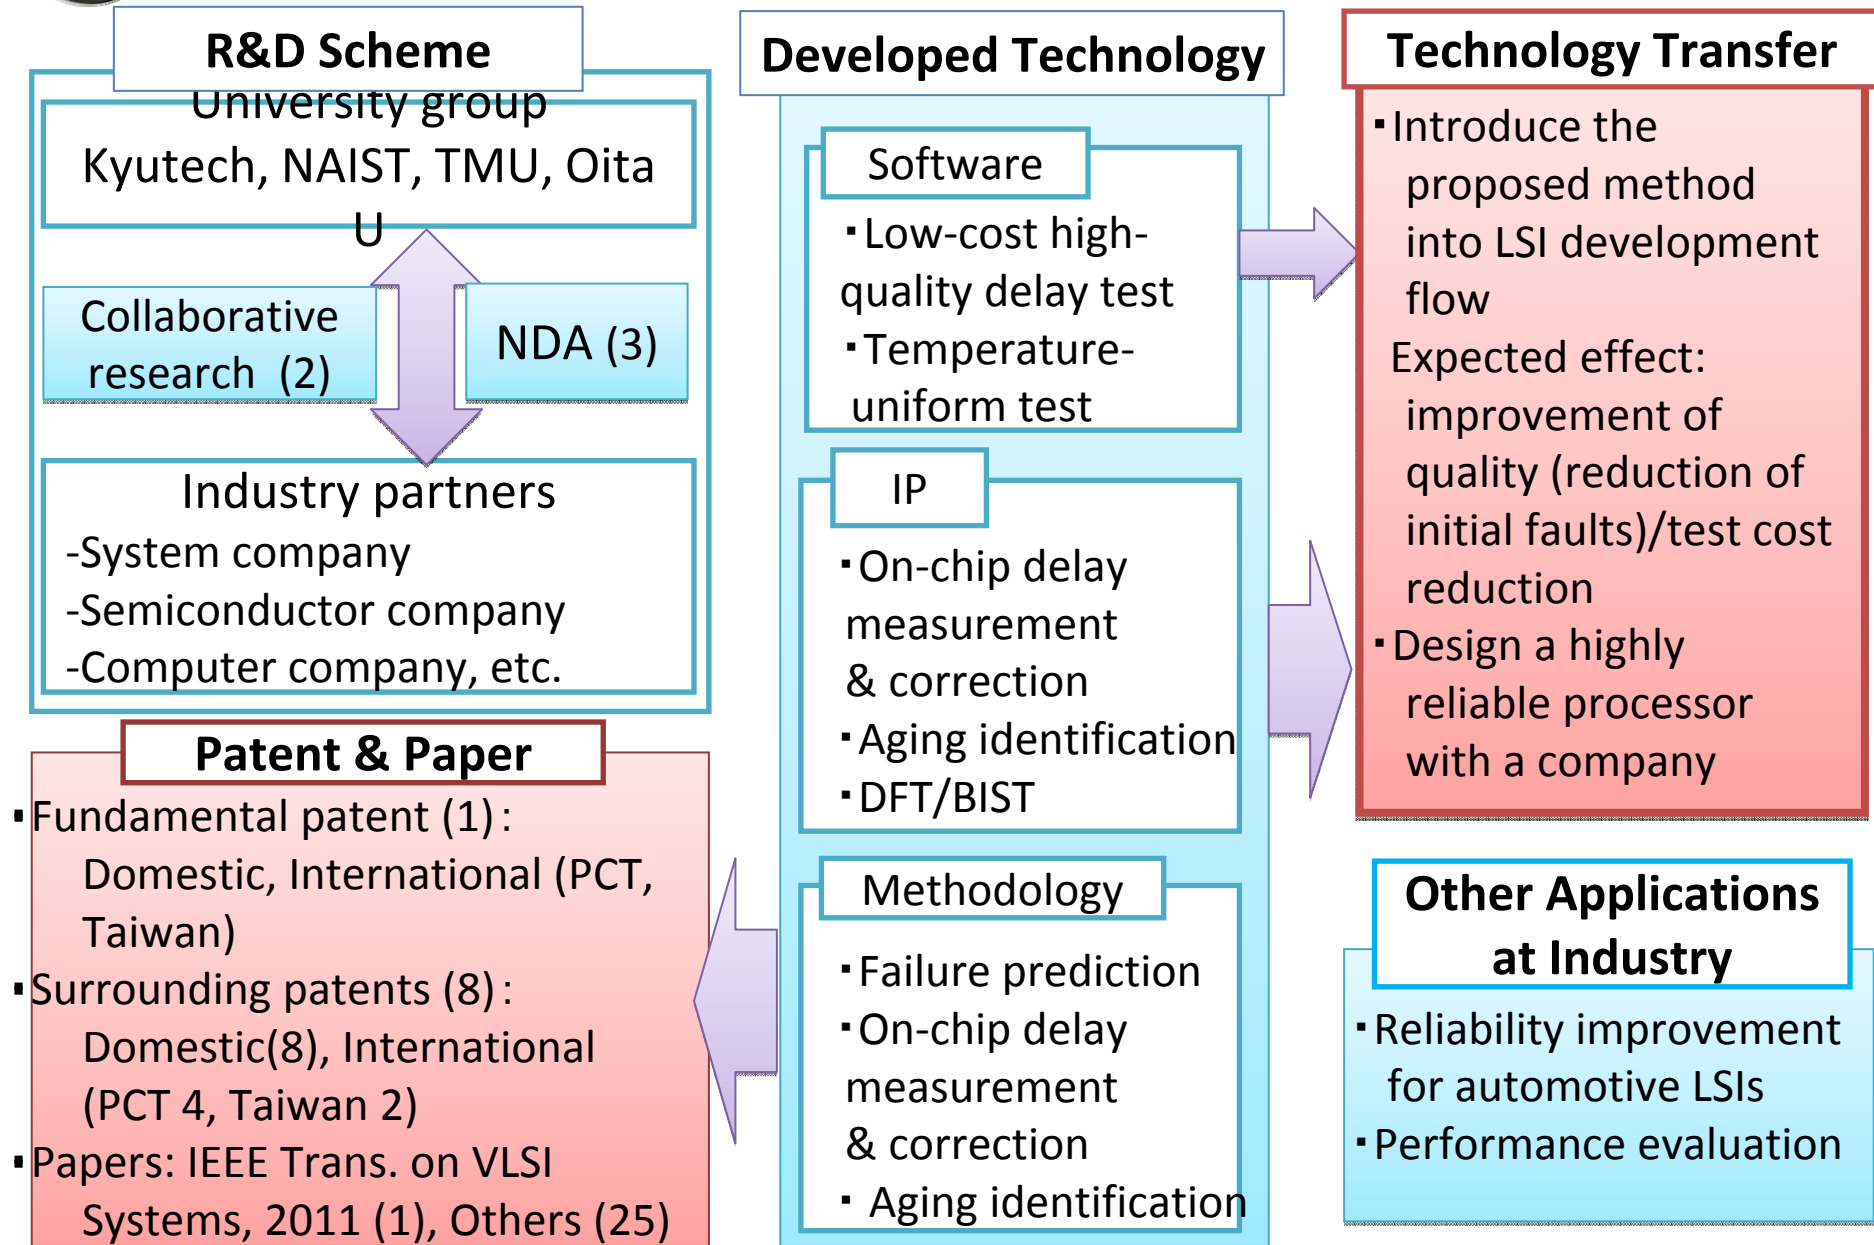 R&D Scheme
University group
Kyutech, NAIST, TMU, Oita
U
Collaborative
research (2)
NDA (3)
Industry partners
-System company
-Semiconductor company
-Computer company, etc.
Patent & Paper
▪Fundamental patent (1) :
Domestic, International (PCT,
Taiwan)
▪Surrounding patents (8) :
Domestic(8), International
(PCT 4, Taiwan 2)
▪Papers: IEEE Trans. on VLSI
Systems, 2011 (1), Others (25)
Developed Technology
Software
▪Low-cost high-
quality delay test
▪Temperature-
uniform test
IP
▪On-chip delay
measurement
& correction
▪Aging identification
▪DFT/BIST
Methodology
▪Failure prediction
▪On-chip delay
measurement
& correction
▪ Aging identification
Technology Transfer
▪Introduce the
proposed method
into LSI development
flow
Expected effect:
improvement of
quality (reduction of
initial faults)/test cost
reduction
▪Design a highly
reliable processor
with a company
Other Applications
at Industry
▪Reliability improvement
for automotive LSIs
▪Performance evaluation